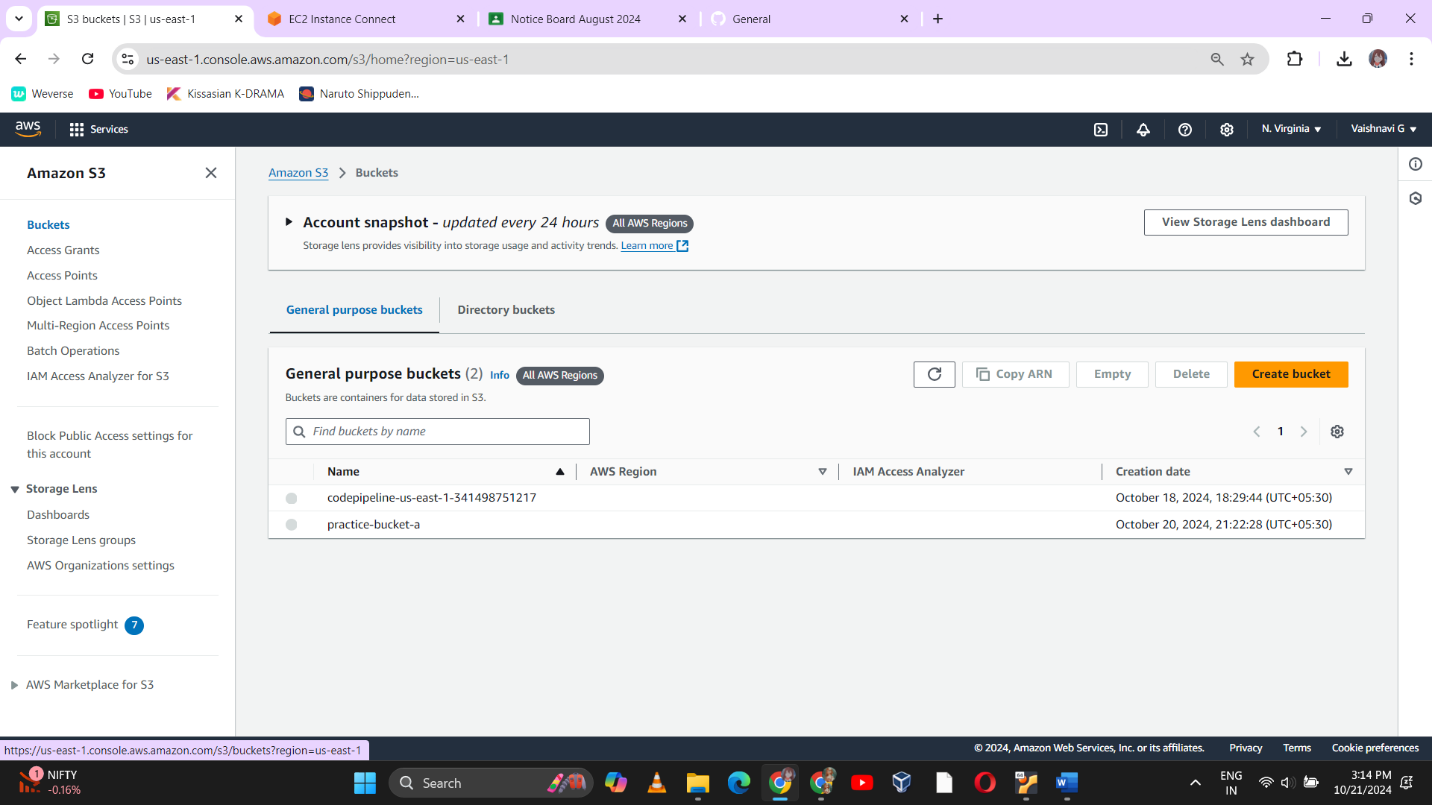 S3 buckets | S3 | us-east-1
EC2 Instance Connect
Notice Board August 2024
General
us-east-1.console.aws.amazon.com/s3/home?region=us-east-1
Weverse
YouTube
Kissasian K-DRAMA
Naruto Shippuden...
aws
Services
N. Virginia
Vaishnavi G
Amazon S3
Buckets
Access Grants
Access Points
Object Lambda Access Points
Multi-Region Access Points
Batch Operations
IAM Access Analyzer for S3
Block Public Access settings for
this account
Storage Lens
Dashboards
Storage Lens groups
AWS Organizations settings
Feature spotlight 7
AWS Marketplace for S3
Amazon S3 > Buckets
Account snapshot - updated every 24 hours All AWS Regions
Storage lens provides visibility into storage usage and activity trends. Learn more
View Storage Lens dashboard
General purpose buckets
Directory buckets
General purpose buckets (2) Info All AWS Regions
Buckets are containers for data stored in S3.
Copy ARN
Empty
Delete
Create bucket
Find buckets by name
1
Name AWS Region IAM Access Analyzer Creation date
codepipeline-us-east-1-341498751217 October 18, 2024, 18:29:44 (UTC+05:30)
practice-bucket-a October 20, 2024, 21:22:28 (UTC+05:30)
https://us-east-1.console.aws.amazon.com/s3/buckets?region=us-east-1
© 2024, Amazon Web Services, Inc. or its affiliates. Privacy Terms Cookie preferences
1
NIFTY
-0.16%
Search
W
ENG
IN
3:14 PM
10/21/2024